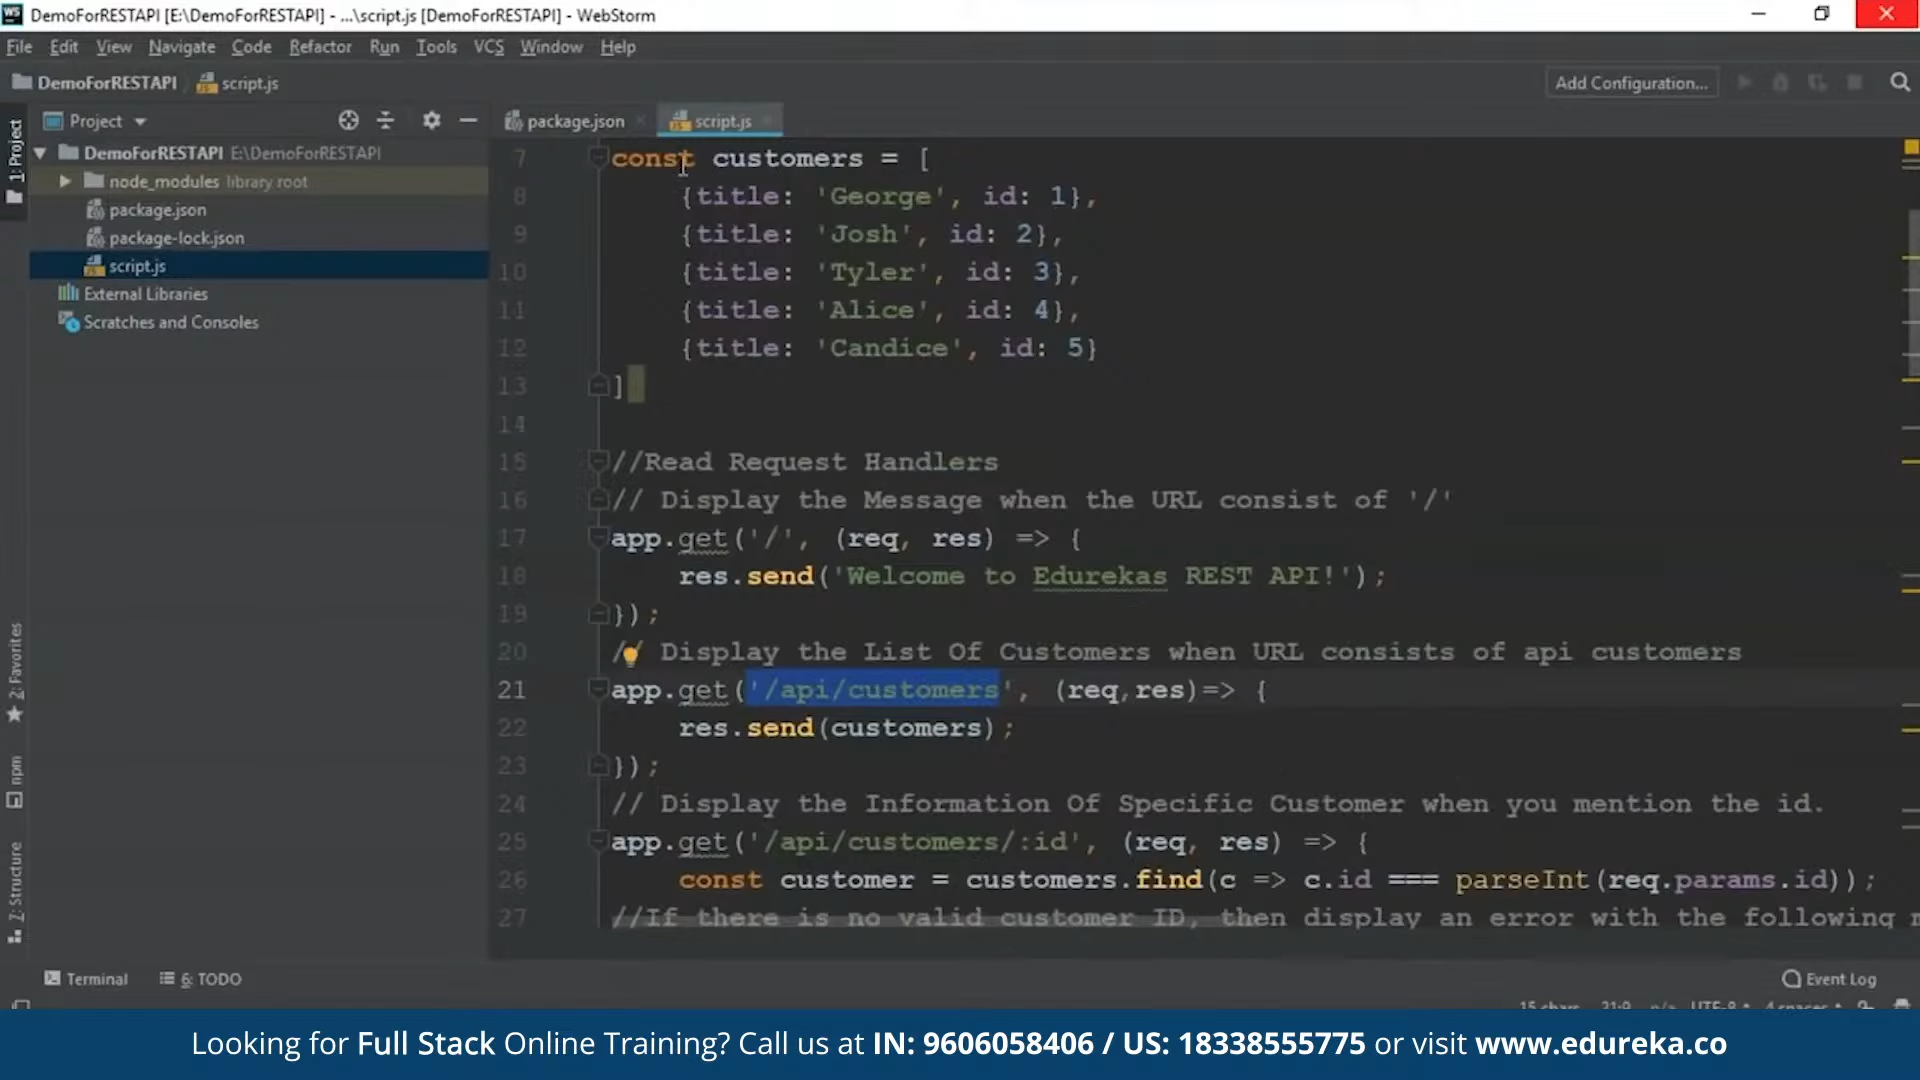 DemoForRESTAPI [E:\DemoForRESTAPI] - ...\script.js [DemoForRESTAPI] - WebStorm
File Edit View Navigate Code Refactor Run Tools VCS Window Help
DemoForRESTAPI script.js Add Configuration...
Project package.json script.js
1: Project
DemoForRESTAPI E:\DemoForRESTAPI
node_modules library root
package.json
package-lock.json
script.js
External Libraries
Scratches and Consoles
2: Favorites
npm
7: Structure
7 const customers = [
8 {title: 'George', id: 1},
9 {title: 'Josh', id: 2},
10 {title: 'Tyler', id: 3},
11 {title: 'Alice', id: 4},
12 {title: 'Candice', id: 5}
13 ]
14
15 //Read Request Handlers
16 // Display the Message when the URL consist of '/'
17 app.get('/', (req, res) => {
18 res.send('Welcome to Edurekas REST API!');
19 });
20 // Display the List Of Customers when URL consists of api customers
21 app.get('/api/customers', (req,res)=> {
22 res.send(customers);
23 });
24 // Display the Information Of Specific Customer when you mention the id.
25 app.get('/api/customers/:id', (req, res) => {
26 const customer = customers.find(c => c.id === parseInt(req.params.id));
27 //If there is no valid customer ID, then display an error with the following
Terminal 6: TODO Event Log
15 chars 21:9 n/a UTF-8 4 spaces
Looking for Full Stack Online Training? Call us at IN: 9606058406 / US: 18338555775 or visit www.edureka.co